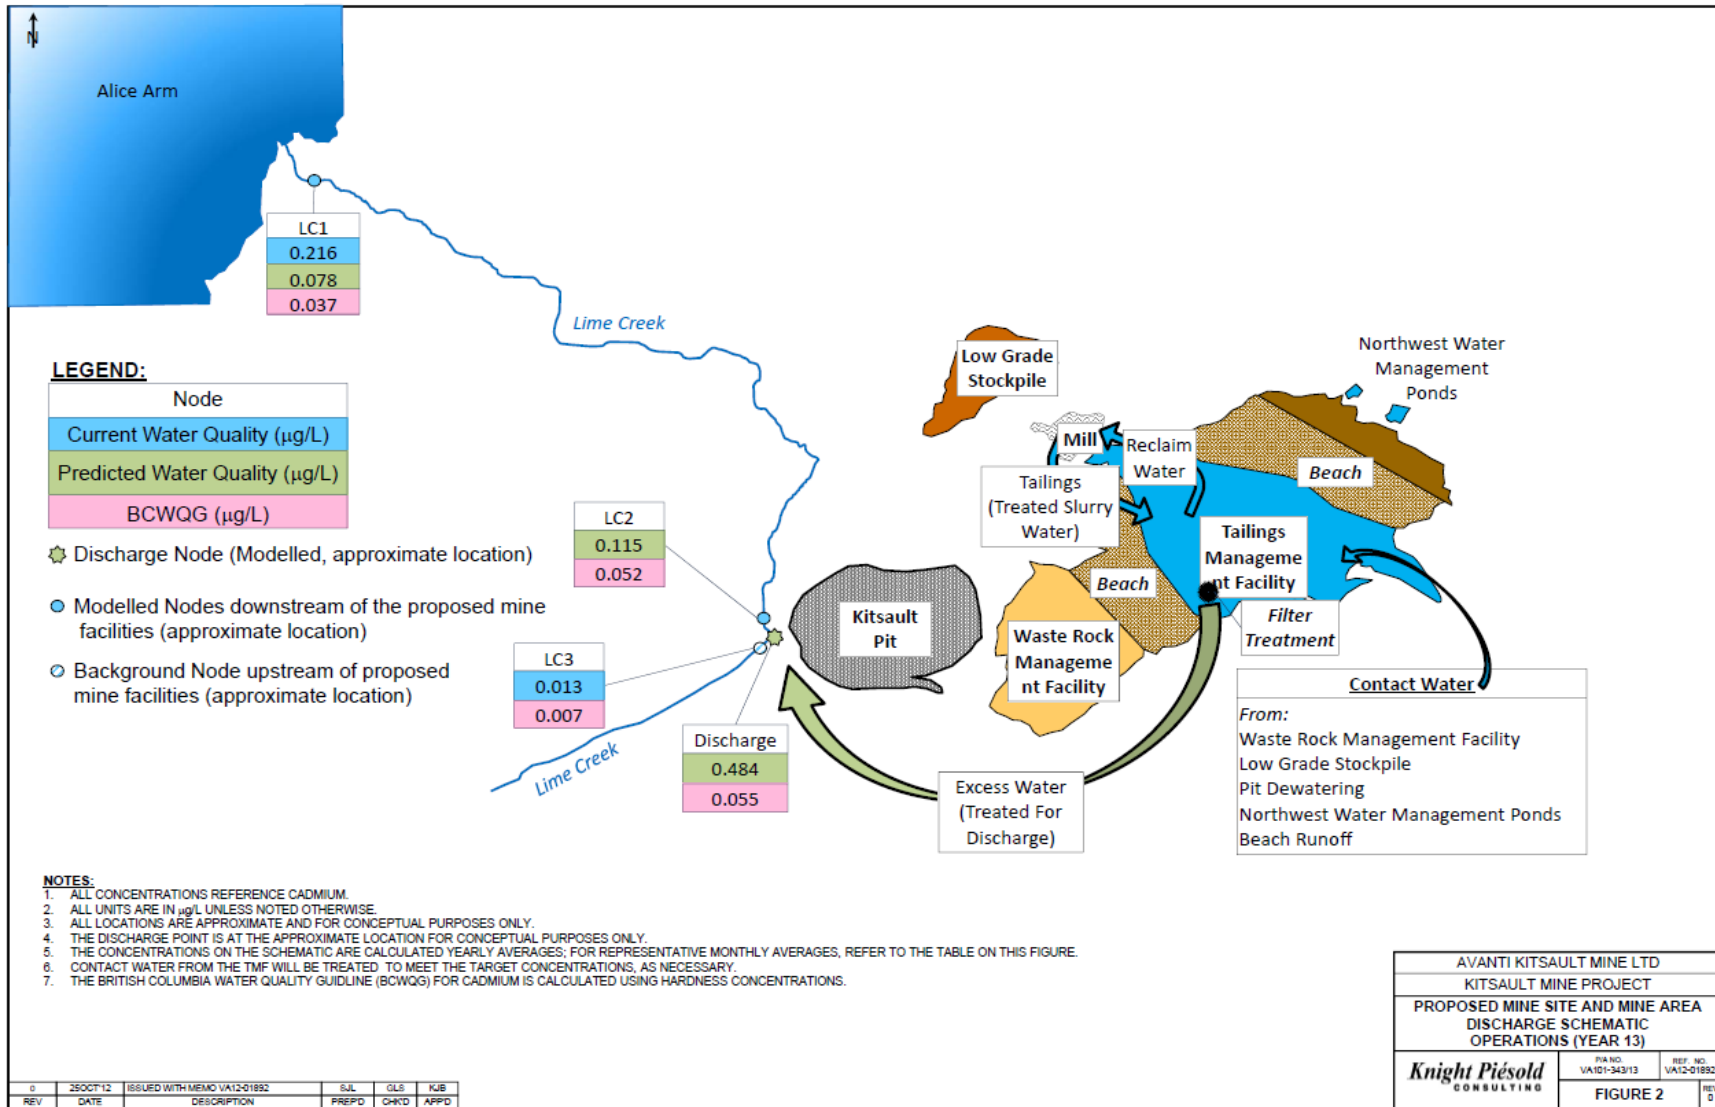 N
Alice Arm
LC1
0.216
0.078
0.037
Lime Creek
LEGEND:
Node
Current Water Quality (µg/L)
Predicted Water Quality (µg/L)
BCWQG (µg/L)
Discharge Node (Modelled, approximate location)
Modelled Nodes downstream of the proposed mine
facilities (approximate location)
Background Node upstream of proposed
mine facilities (approximate location)
LC2
0.115
0.052
LC3
0.013
0.007
Lime Creek
Discharge
0.484
0.055
Kitsault
Pit
Low Grade
Stockpile
Northwest Water
Management
Ponds
Mill
Reclaim
Water
Beach
Tailings
(Treated Slurry
Water)
Tailings
Manageme
nt Facility
Beach
Filter
Treatment
Waste Rock
Manageme
nt Facility
Excess Water
(Treated For
Discharge)
Contact Water
From:
Waste Rock Management Facility
Low Grade Stockpile
Pit Dewatering
Northwest Water Management Ponds
Beach Runoff
NOTES:
1. ALL CONCENTRATIONS REFERENCE CADMIUM.
2. ALL UNITS ARE IN µg/L UNLESS NOTED OTHERWISE.
3. ALL LOCATIONS ARE APPROXIMATE AND FOR CONCEPTUAL PURPOSES ONLY.
4. THE DISCHARGE POINT IS AT THE APPROXIMATE LOCATION FOR CONCEPTUAL PURPOSES ONLY.
5. THE CONCENTRATIONS ON THE SCHEMATIC ARE CALCULATED YEARLY AVERAGES; FOR REPRESENTATIVE MONTHLY AVERAGES, REFER TO THE TABLE ON THIS FIGURE.
6. CONTACT WATER FROM THE TMF WILL BE TREATED TO MEET THE TARGET CONCENTRATIONS, AS NECESSARY.
7. THE BRITISH COLUMBIA WATER QUALITY GUIDLINE (BCWQG) FOR CADMIUM IS CALCULATED USING HARDNESS CONCENTRATIONS.
0 25OCT'12 ISSUED WITH MEMO VA12-01892 SJL GLS KJB
REV DATE DESCRIPTION PREP'D CHK'D APP'D
AVANTI KITSAULT MINE LTD
KITSAULT MINE PROJECT
PROPOSED MINE SITE AND MINE AREA
DISCHARGE SCHEMATIC
OPERATIONS (YEAR 13)
Knight Piésold
CONSULTING
P/A NO.
VA101-343/13
REF. NO.
VA12-01892
FIGURE 2
REV
0